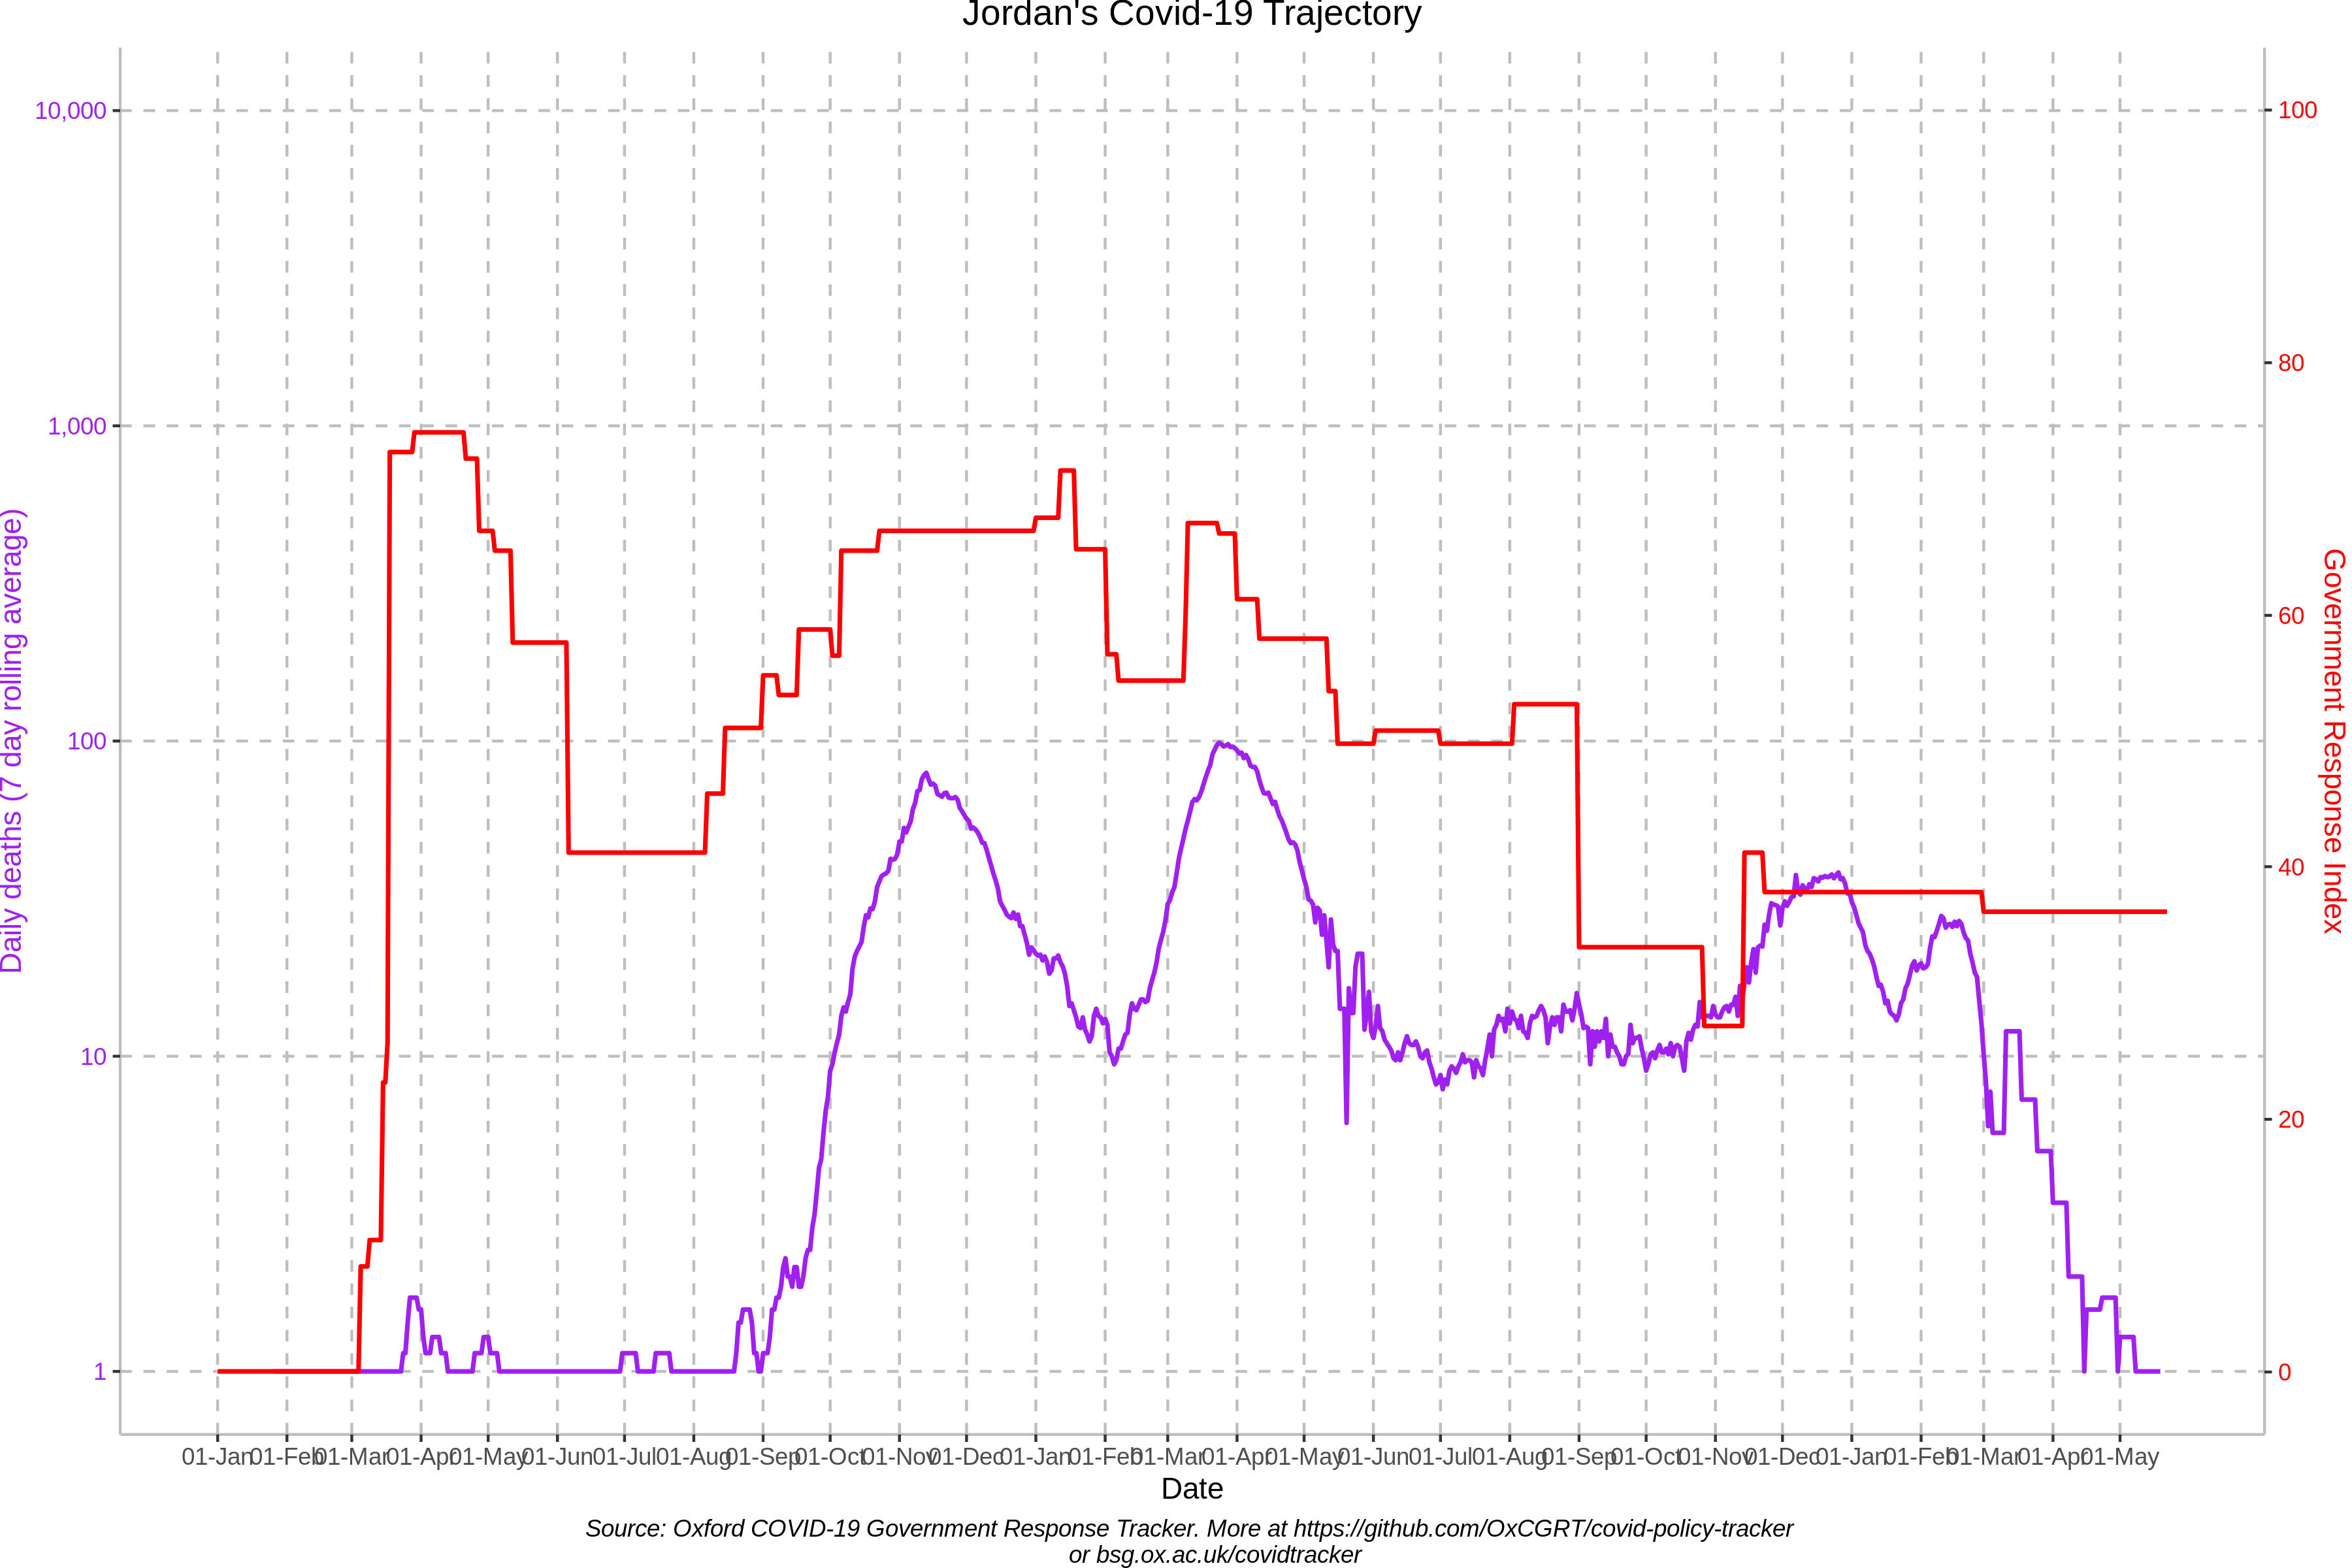 Jordan's Covid-19 Trajectory
10,000
1,000
100
10
1
Daily deaths (7 day rolling average)
100
80
60
40
20
0
Government Response Index
01-Jan 01-Feb 01-Mar 01-Apr 01-May 01-Jun 01-Jul 01-Aug 01-Sep 01-Oct 01-Nov 01-Dec 01-Jan 01-Feb 01-Mar 01-Apr 01-May 01-Jun 01-Jul 01-Aug 01-Sep 01-Oct 01-Nov 01-Dec 01-Jan 01-Feb 01-Mar 01-Apr 01-May
Date
Source: Oxford COVID-19 Government Response Tracker. More at https://github.com/OxCGRT/covid-policy-tracker
or bsg.ox.ac.uk/covidtracker